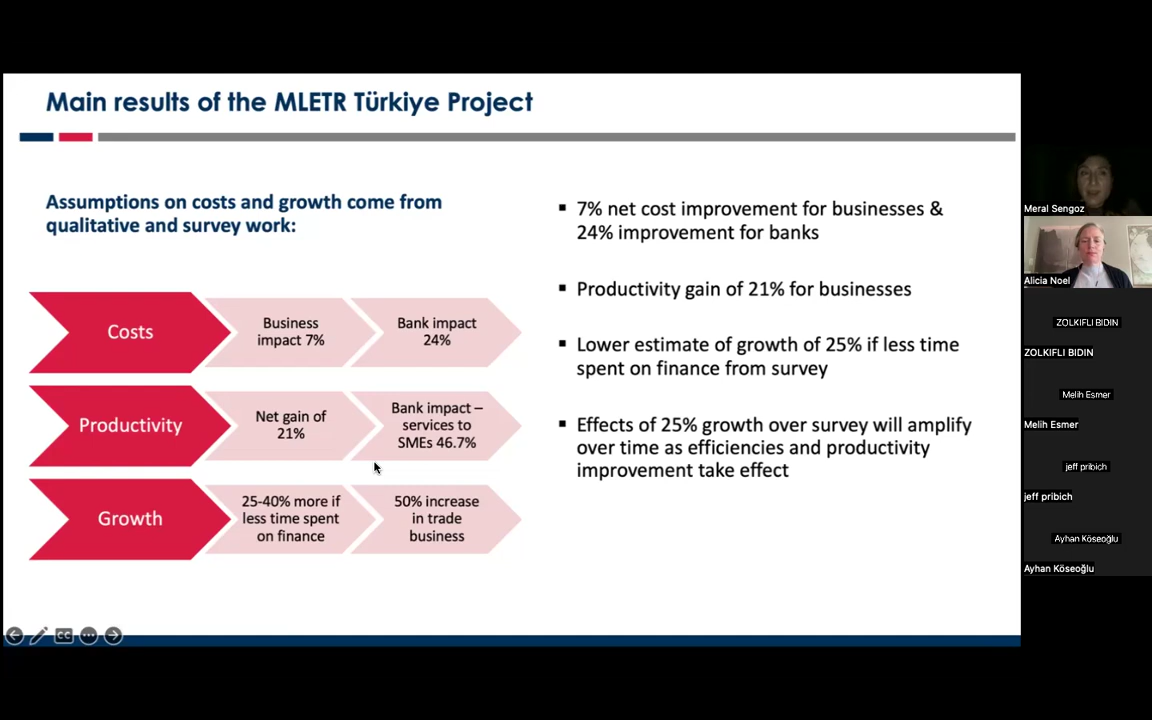 Main results of the MLETR Türkiye Project
Assumptions on costs and growth come from
qualitative and survey work:
Costs
Business
impact 7%
Bank impact
24%
Productivity
Net gain of
21%
Bank impact –
services to
SMEs 46.7%
Growth
25-40% more if
less time spent
on finance
50% increase
in trade
business
▪ 7% net cost improvement for businesses &
24% improvement for banks
▪ Productivity gain of 21% for businesses
▪ Lower estimate of growth of 25% if less time
spent on finance from survey
▪ Effects of 25% growth over survey will amplify
over time as efficiencies and productivity
improvement take effect
CC
Meral Sengoz
Alicia Noel
ZOLKIFLI BIDIN
ZOLKIFLI BIDIN
Melih Esmer
Melih Esmer
jeff pribich
jeff pribich
Ayhan Köseoğlu
Ayhan Köseoğlu